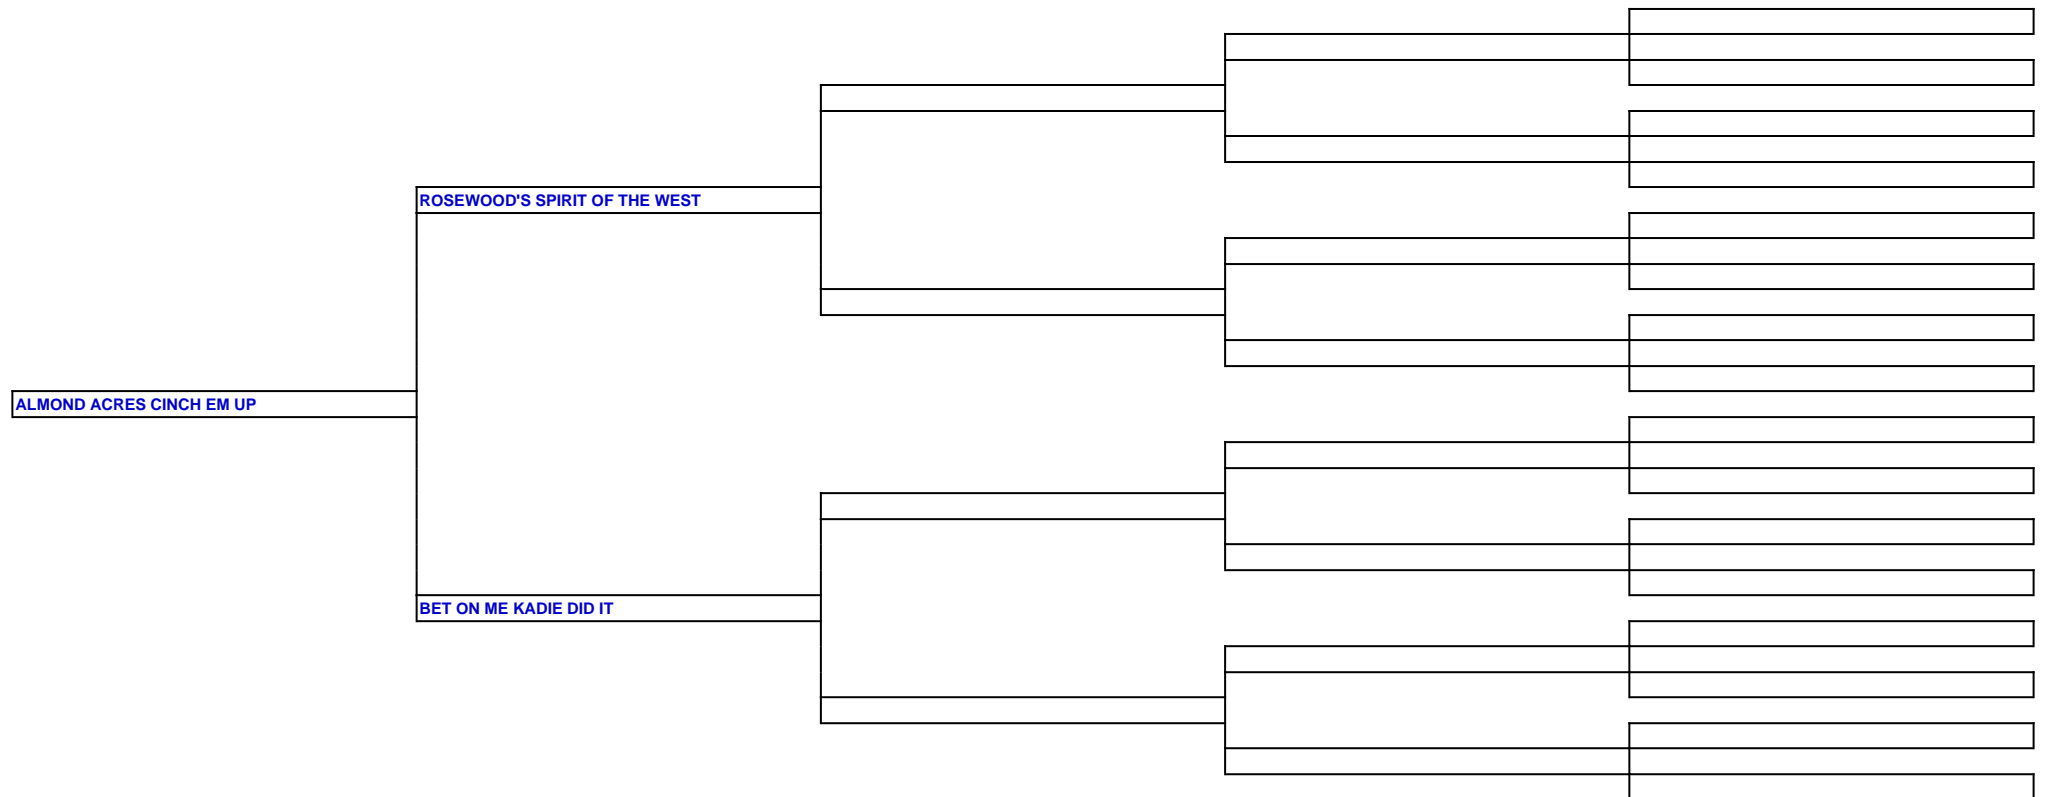 ROSEWOOD'S SPIRIT OF THE WEST
ALMOND ACRES CINCH EM UP
BET ON ME KADIE DID IT